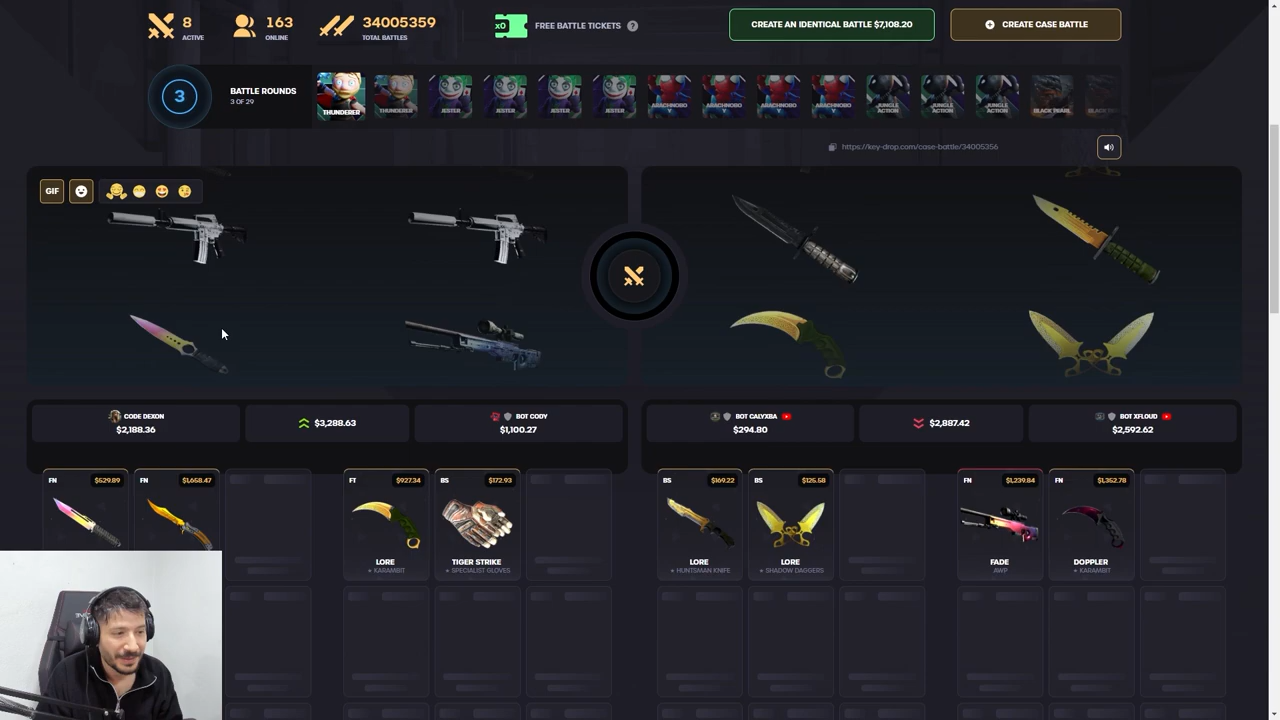 8
ACTIVE
163
ONLINE
34005359
TOTAL BATTLES
x0
FREE BATTLE TICKETS ?
CREATE AN IDENTICAL BATTLE $7,108.20
CREATE CASE BATTLE
3
BATTLE ROUNDS
3 OF 29
THUNDERER
THUNDERER
JESTER
JESTER
JESTER
JESTER
ARACHNOBO
X
ARACHNOBO
X
ARACHNOBO
X
ARACHNOBO
X
JUNGLE
ACTION
JUNGLE
ACTION
JUNGLE
ACTION
BLACK PEARL
https://key-drop.com/case-battle/34005356
GIF
CODE DEXON
$2,188.36
$3,288.63
BOT CODY
$1,100.27
BOT CALYXBA
$294.80
$2,887.42
BOT XFLOUD
$2,592.62
FN
$529.89
FN
$1,658.47
FT
$927.34
LORE
★ KARAMBIT
BS
$172.93
TIGER STRIKE
★ SPECIALIST GLOVES
BS
$169.22
LORE
★ HUNTSMAN KNIFE
BS
$125.58
LORE
★ SHADOW DAGGERS
FN
$1,239.84
FADE
AWP
FN
$1,352.78
DOPPLER
★ KARAMBIT